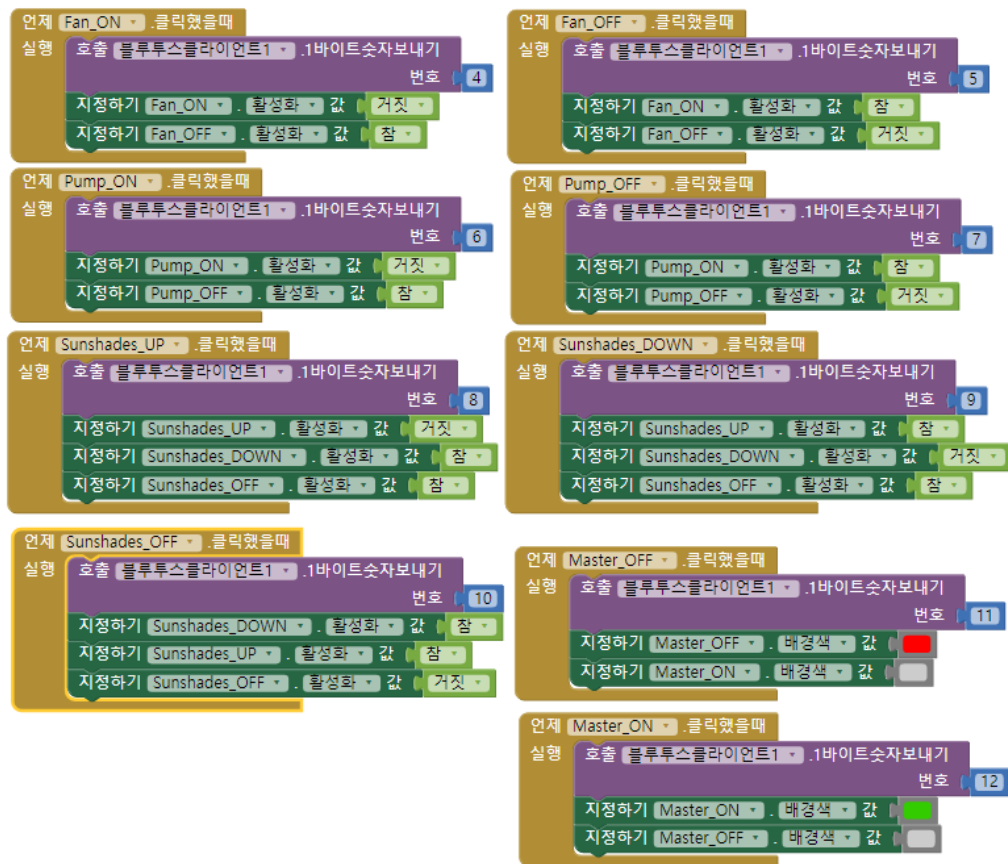 언제 Fan_ON .클릭했을때
실행 호출 블루투스클라이언트1 .1바이트숫자보내기
번호 4
지정하기 Fan_ON . 활성화 값 거짓
지정하기 Fan_OFF . 활성화 값 참
언제 Fan_OFF .클릭했을때
실행 호출 블루투스클라이언트1 .1바이트숫자보내기
번호 5
지정하기 Fan_ON . 활성화 값 참
지정하기 Fan_OFF . 활성화 값 거짓
언제 Pump_ON .클릭했을때
실행 호출 블루투스클라이언트1 .1바이트숫자보내기
번호 6
지정하기 Pump_ON . 활성화 값 거짓
지정하기 Pump_OFF . 활성화 값 참
언제 Pump_OFF .클릭했을때
실행 호출 블루투스클라이언트1 .1바이트숫자보내기
번호 7
지정하기 Pump_ON . 활성화 값 참
지정하기 Pump_OFF . 활성화 값 거짓
언제 Sunshades_UP .클릭했을때
실행 호출 블루투스클라이언트1 .1바이트숫자보내기
번호 8
지정하기 Sunshades_UP . 활성화 값 거짓
지정하기 Sunshades_DOWN . 활성화 값 참
지정하기 Sunshades_OFF . 활성화 값 참
언제 Sunshades_DOWN .클릭했을때
실행 호출 블루투스클라이언트1 .1바이트숫자보내기
번호 9
지정하기 Sunshades_UP . 활성화 값 참
지정하기 Sunshades_DOWN . 활성화 값 거짓
지정하기 Sunshades_OFF . 활성화 값 참
언제 Sunshades_OFF .클릭했을때
실행 호출 블루투스클라이언트1 .1바이트숫자보내기
번호 10
지정하기 Sunshades_DOWN . 활성화 값 참
지정하기 Sunshades_UP . 활성화 값 참
지정하기 Sunshades_OFF . 활성화 값 거짓
언제 Master_OFF .클릭했을때
실행 호출 블루투스클라이언트1 .1바이트숫자보내기
번호 11
지정하기 Master_OFF . 배경색 값
지정하기 Master_ON . 배경색 값
언제 Master_ON .클릭했을때
실행 호출 블루투스클라이언트1 .1바이트숫자보내기
번호 12
지정하기 Master_ON . 배경색 값
지정하기 Master_OFF . 배경색 값